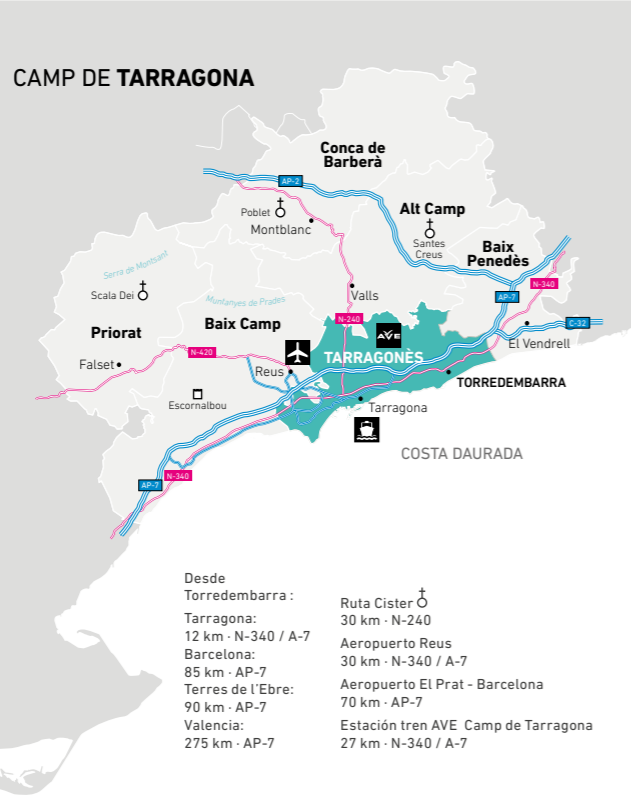 CAMP DE TARRAGONA
Conca de
Barberà
AP-2
Poblet
Montblanc
Alt Camp
Santes
Creus
Baix
Penedès
Serra de Montsant
Scala Dei
Muntanyes de Prades
Valls
N-340
AP-7
Priorat
Baix Camp
N-240
AVE
C-32
El Vendrell
N-420
TARRAGONÈS
Falset
Reus
TORREDEMBARRA
Escornalbou
Tarragona
COSTA DAURADA
N-340
AP-7
Desde
Torredembarra :
Tarragona:
12 km · N-340 / A-7
Barcelona:
85 km · AP-7
Terres de l'Ebre:
90 km · AP-7
Valencia:
275 km · AP-7
Ruta Cister
30 km · N-240
Aeropuerto Reus
30 km · N-340 / A-7
Aeropuerto El Prat - Barcelona
70 km · AP-7
Estación tren AVE Camp de Tarragona
27 km · N-340 / A-7